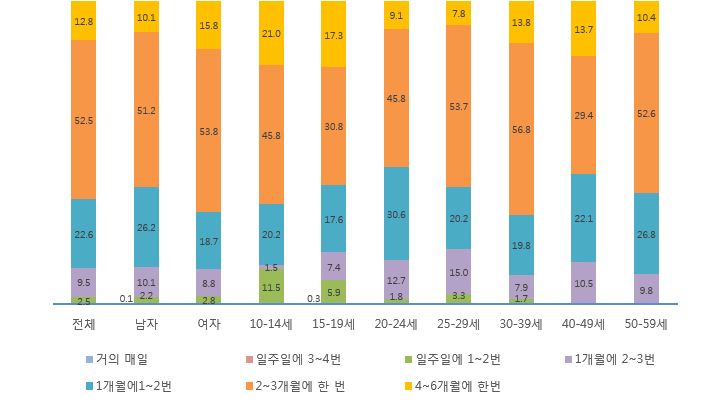 12.8 10.1 15.8 21.0 17.3 9.1 7.8 13.8 13.7 10.4
52.5 51.2 53.8 45.8 30.8 45.8 53.7 56.8 29.4 52.6
22.6 26.2 18.7 20.2 17.6 30.6 20.2 19.8 22.1 26.8
9.5 10.1 8.8 1.5 7.4 12.7 15.0 7.9 10.5 9.8
2.5 0.1 2.2 2.8 11.5 0.3 5.9 1.8 3.3 1.7
전체 남자 여자 10-14세 15-19세 20-24세 25-29세 30-39세 40-49세 50-59세
거의 매일 일주일에 3~4번 일주일에 1~2번 1개월에 2~3번
1개월에1~2번 2~3개월에 한 번 4~6개월에 한번